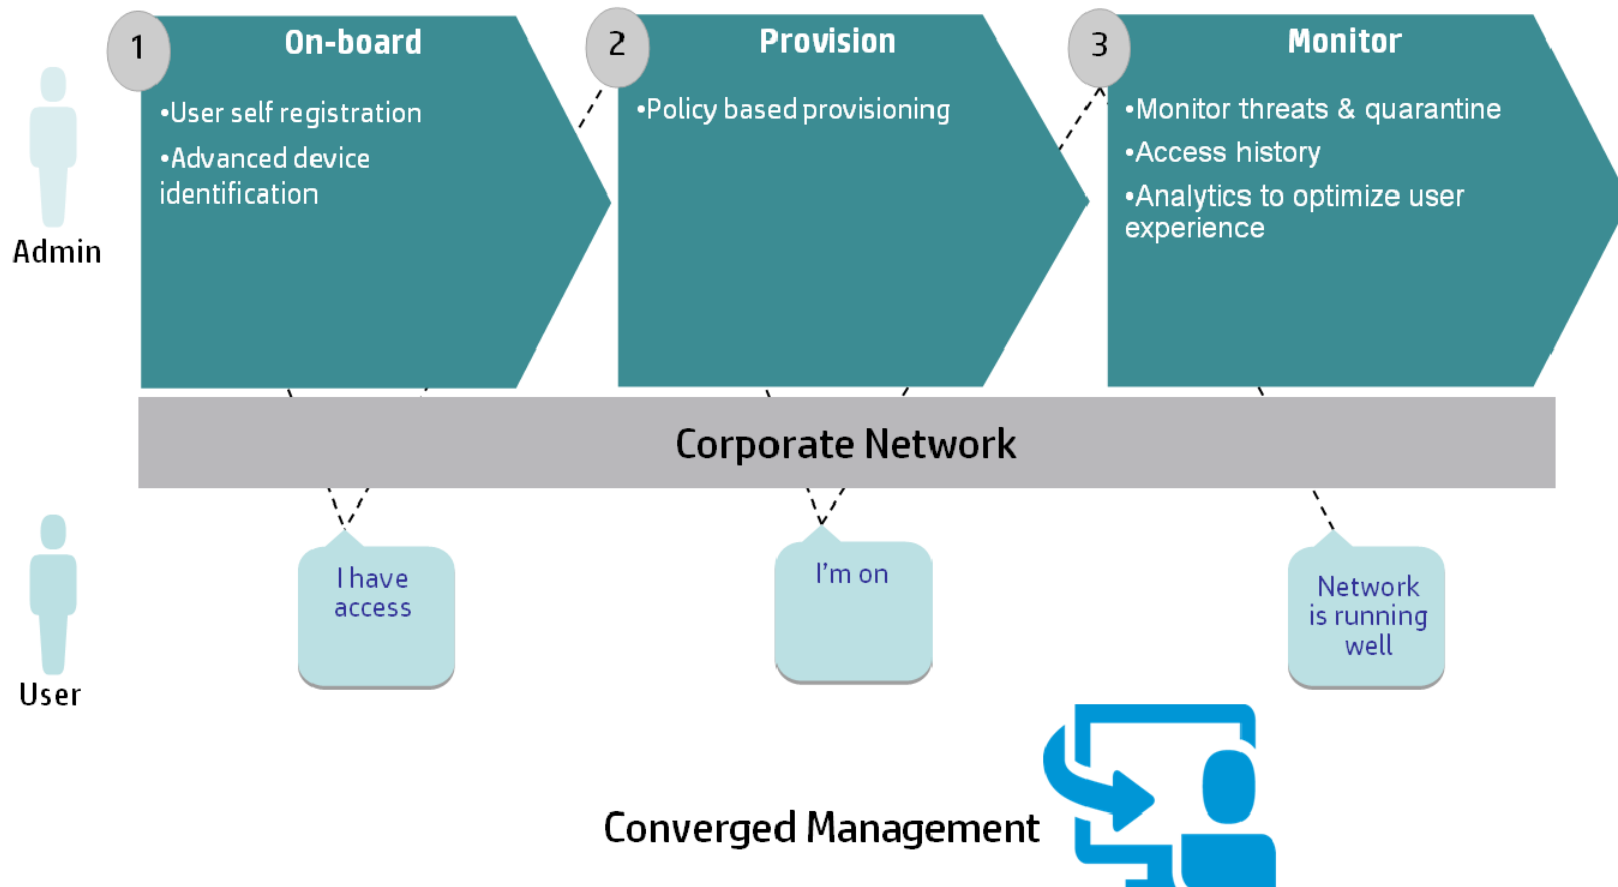 1
On-board
•User self registration
•Advanced device
identification
2
Provision
•Policy based provisioning
3
Monitor
•Monitor threats & quarantine
•Access history
•Analytics to optimize user
experience
Admin
Corporate Network
User
I have
access
I'm on
Network
is running
well
Converged Management